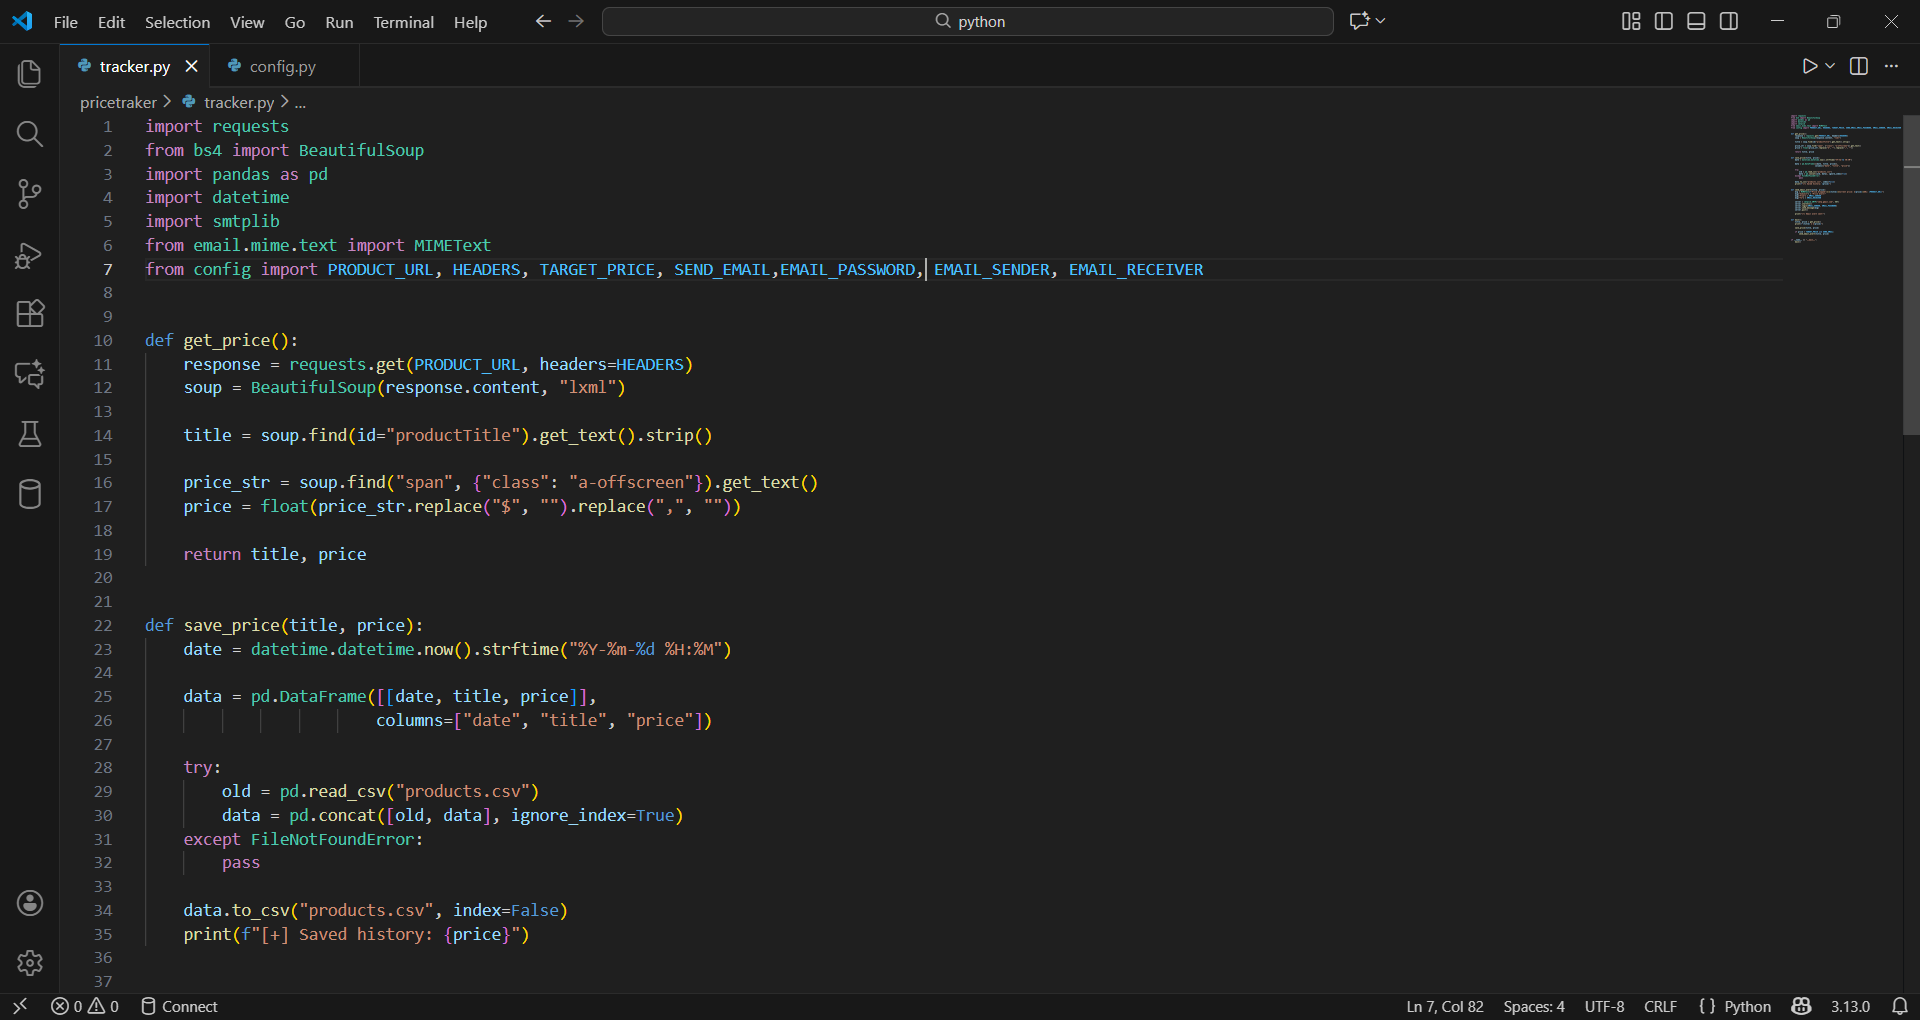 File Edit Selection View Go Run Terminal Help python
tracker.py config.py
pricetraker > tracker.py > ...
1 import requests
2 from bs4 import BeautifulSoup
3 import pandas as pd
4 import datetime
5 import smtplib
6 from email.mime.text import MIMEText
7 from config import PRODUCT_URL, HEADERS, TARGET_PRICE, SEND_EMAIL,EMAIL_PASSWORD, EMAIL_SENDER, EMAIL_RECEIVER
8
9
10 def get_price():
11     response = requests.get(PRODUCT_URL, headers=HEADERS)
12     soup = BeautifulSoup(response.content, "lxml")
13
14     title = soup.find(id="productTitle").get_text().strip()
15
16     price_str = soup.find("span", {"class": "a-offscreen"}).get_text()
17     price = float(price_str.replace("$", "").replace(",", ""))
18
19     return title, price
20
21
22 def save_price(title, price):
23     date = datetime.datetime.now().strftime("%Y-%m-%d %H:%M")
24
25     data = pd.DataFrame([[date, title, price]],
26                         columns=["date", "title", "price"])
27
28     try:
29         old = pd.read_csv("products.csv")
30         data = pd.concat([old, data], ignore_index=True)
31     except FileNotFoundError:
32         pass
33
34     data.to_csv("products.csv", index=False)
35     print(f"[+] Saved history: {price}")
36
37
0 0 Connect Ln 7, Col 82 Spaces: 4 UTF-8 CRLF {} Python 3.13.0